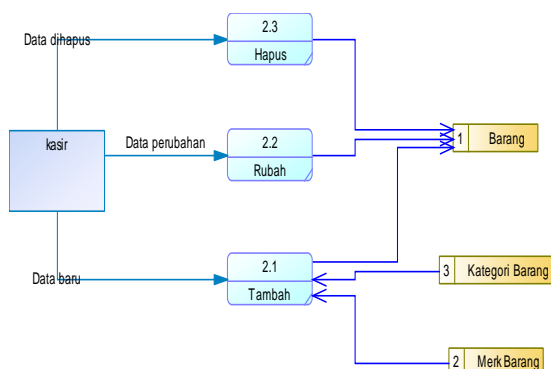 2.3
Data dihapus
Hapus
kasir
Data perubahan
2.2
Rubah
1 Barang
2.1
Data baru
Tambah
3 Kategori Barang
2 Merk Barang